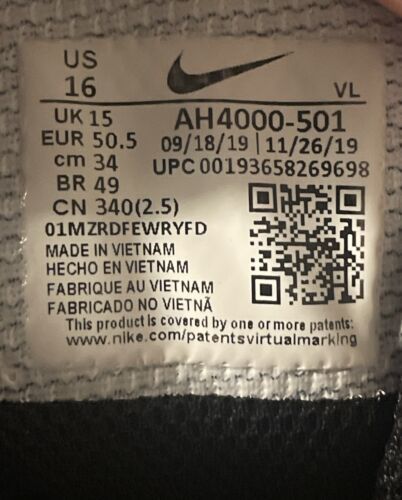 US
16
VL
UK 15
EUR 50.5
cm 34
BR 49
CN 340(2.5)
AH4000-501
09/18/19 | 11/26/19
UPC 00193658269698
01MZRDFEWRYFD
MADE IN VIETNAM
HECHO EN VIETNAM
FABRIQUE AU VIETNAM
FABRICADO NO VIETNÃ
This product is covered by one or more patents:
www.nike.com/patentsvirtualmarking